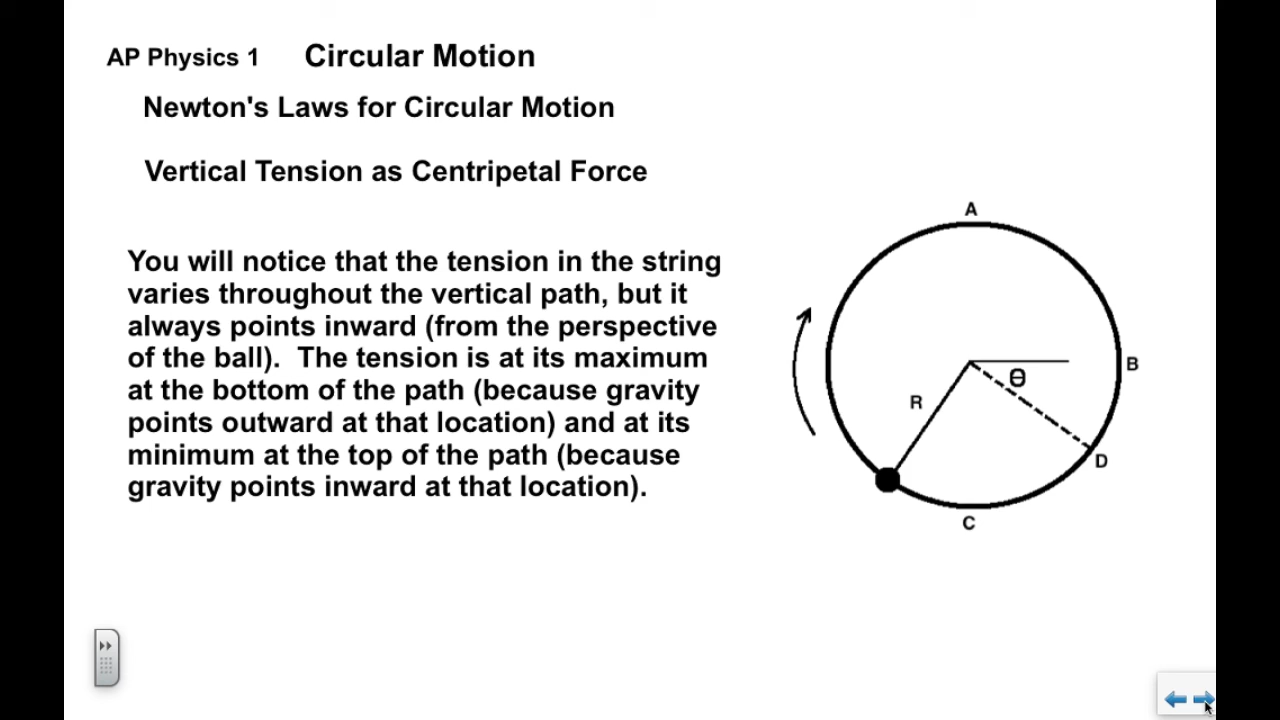 AP Physics 1 Circular Motion
Newton's Laws for Circular Motion
Vertical Tension as Centripetal Force
You will notice that the tension in the string
varies throughout the vertical path, but it
always points inward (from the perspective
of the ball).  The tension is at its maximum
at the bottom of the path (because gravity
points outward at that location) and at its
minimum at the top of the path (because
gravity points inward at that location).
A
B
θ
R
D
C